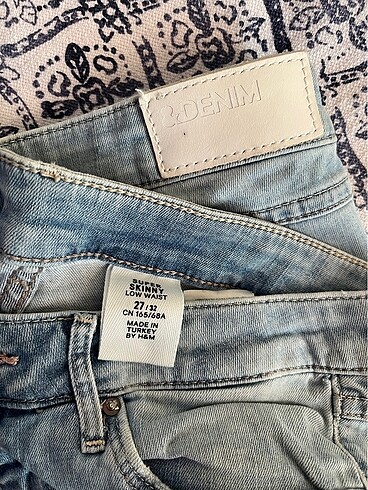 &DENIM
SUPER
SKINNY
LOW WAIST
27/32
CN 165/68A
MADE IN
TURKEY
BY H&M